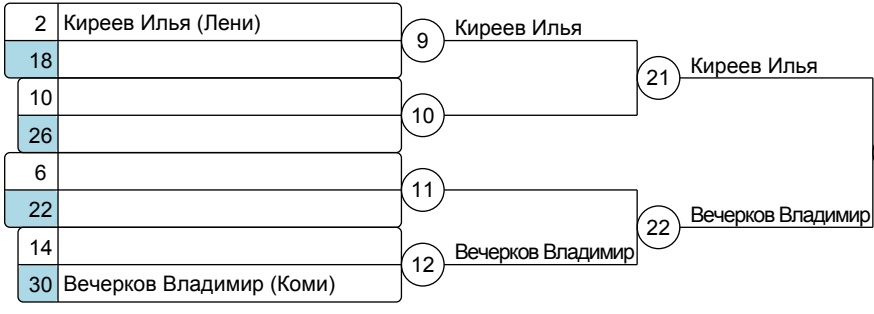 2 Киреев Илья (Лени)
18
10
26
6
22
14
30 Вечерков Владимир (Коми)
9 Киреев Илья
10
11
12 Вечерков Владимир
21 Киреев Илья
22 Вечерков Владимир